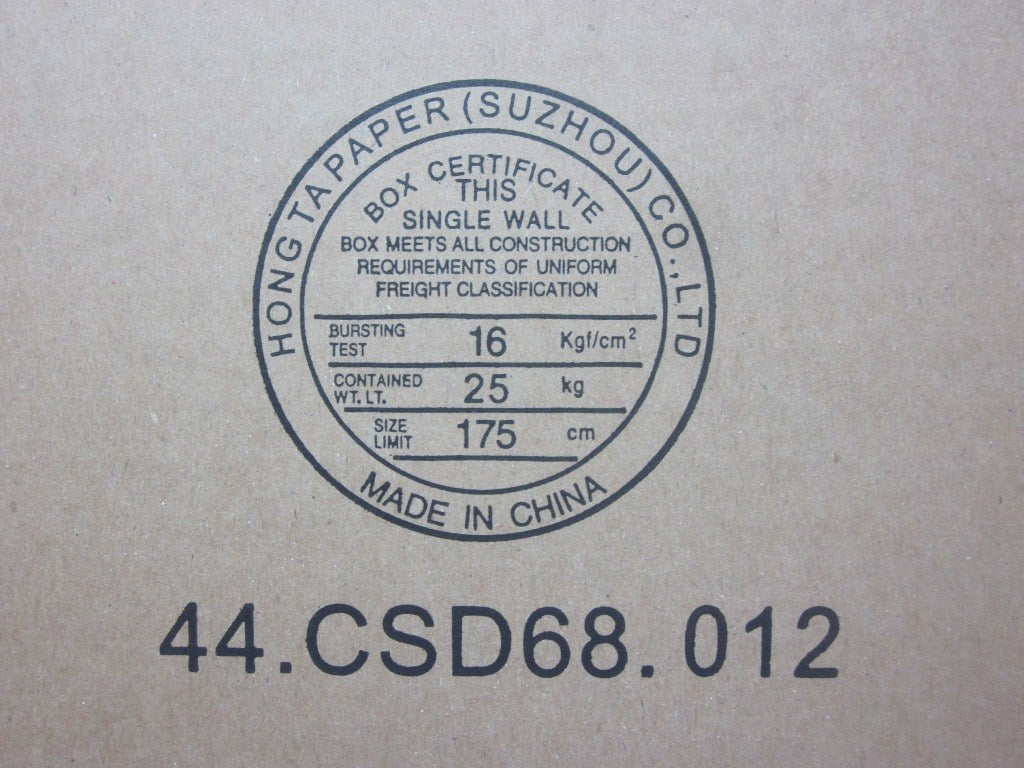 HONG TA PAPER (SUZHOU) CO.,LTD
BOX CERTIFICATE
THIS
SINGLE WALL
BOX MEETS ALL CONSTRUCTION
REQUIREMENTS OF UNIFORM
FREIGHT CLASSIFICATION
BURSTING TEST 16 Kgf/cm²
CONTAINED WT. LT. 25 kg
SIZE LIMIT 175 cm
MADE IN CHINA
44.CSD68.012